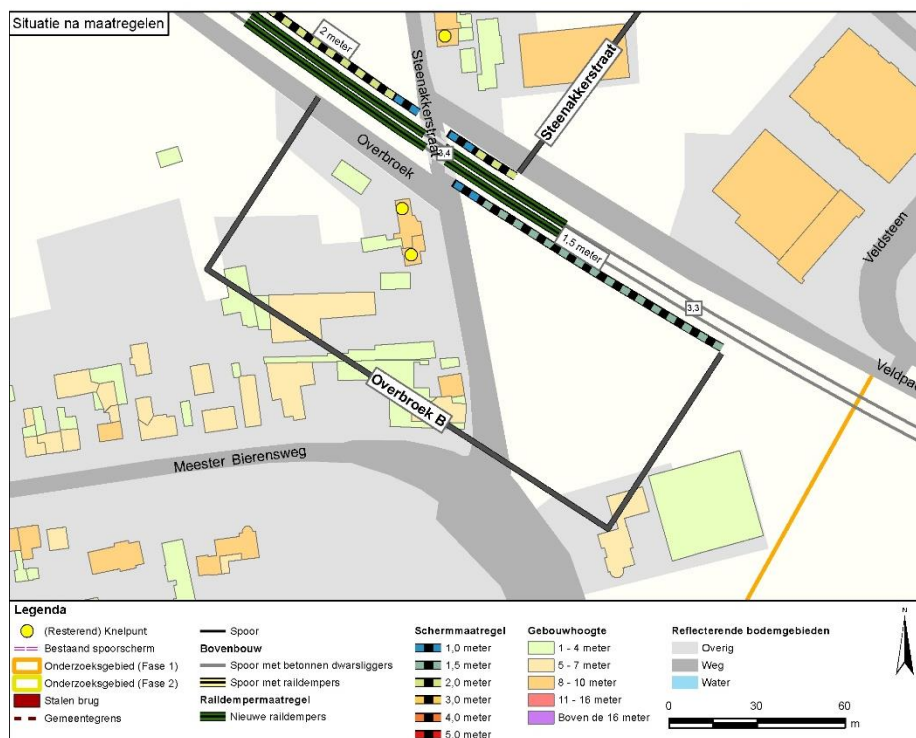 Situatie na maatregelen
2 meter
Steenakkerstraat
Steenakkerstraat
Overbroek
3,4
1,5 meter
3,3
Veldsteen
Overbroek B
Meester Bierensweg
Legenda
(Resterend) Knelpunt
Bestaand spoorscherm
Onderzoeksgebied (Fase 1)
Onderzoeksgebied (Fase 2)
Stalen brug
Gemeentegrens
Spoor
Bovenbouw
Spoor met betonnen dwarsliggers
Spoor met raildempers
Raildempermaatregel
Nieuwe raildempers
Schermmaatregel
1,0 meter
1,5 meter
2,0 meter
3,0 meter
4,0 meter
5,0 meter
Gebouwhoogte
1 - 4 meter
5 - 7 meter
8 - 10 meter
11 - 16 meter
Boven de 16 meter
Reflecterende bodemgebieden
Overig
Weg
Water
N
0 30 60
m